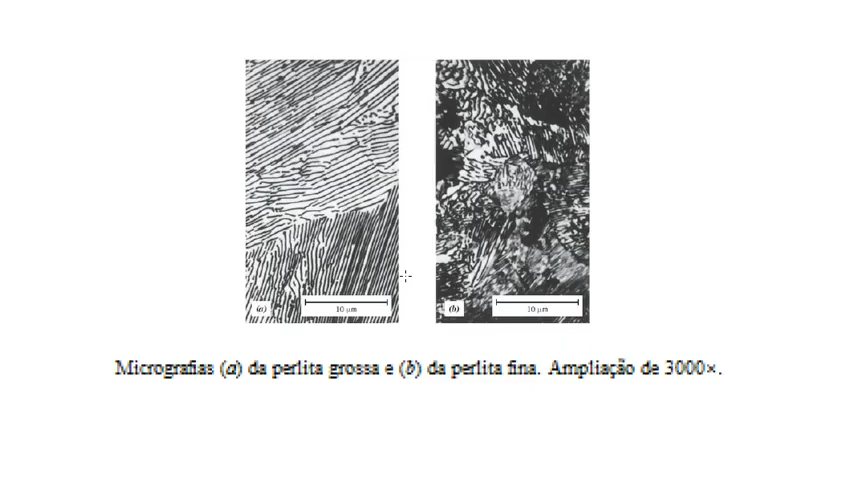 (a)
10 μm
(b)
10 μm
Micrografias (a) da perlita grossa e (b) da perlita fina. Ampliação de 3000×.